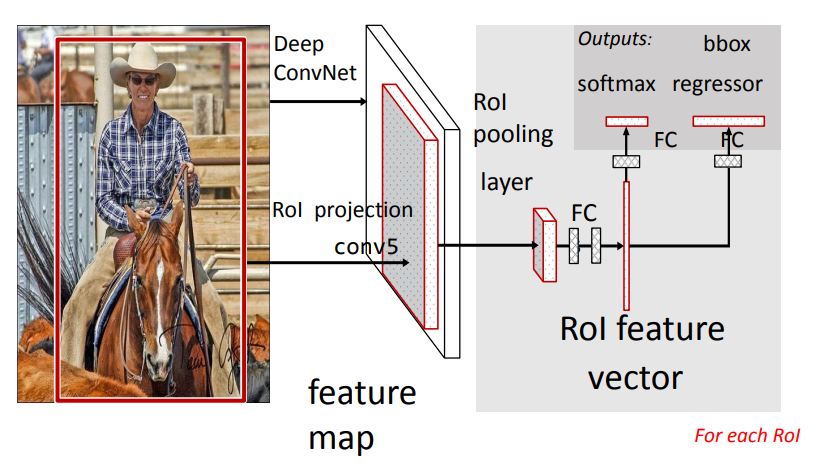 Deep
ConvNet
RoI projection
conv5
feature
map
RoI
pooling
layer
Outputs:
bbox
softmax regressor
FC FC
FC
RoI feature
vector
For each RoI